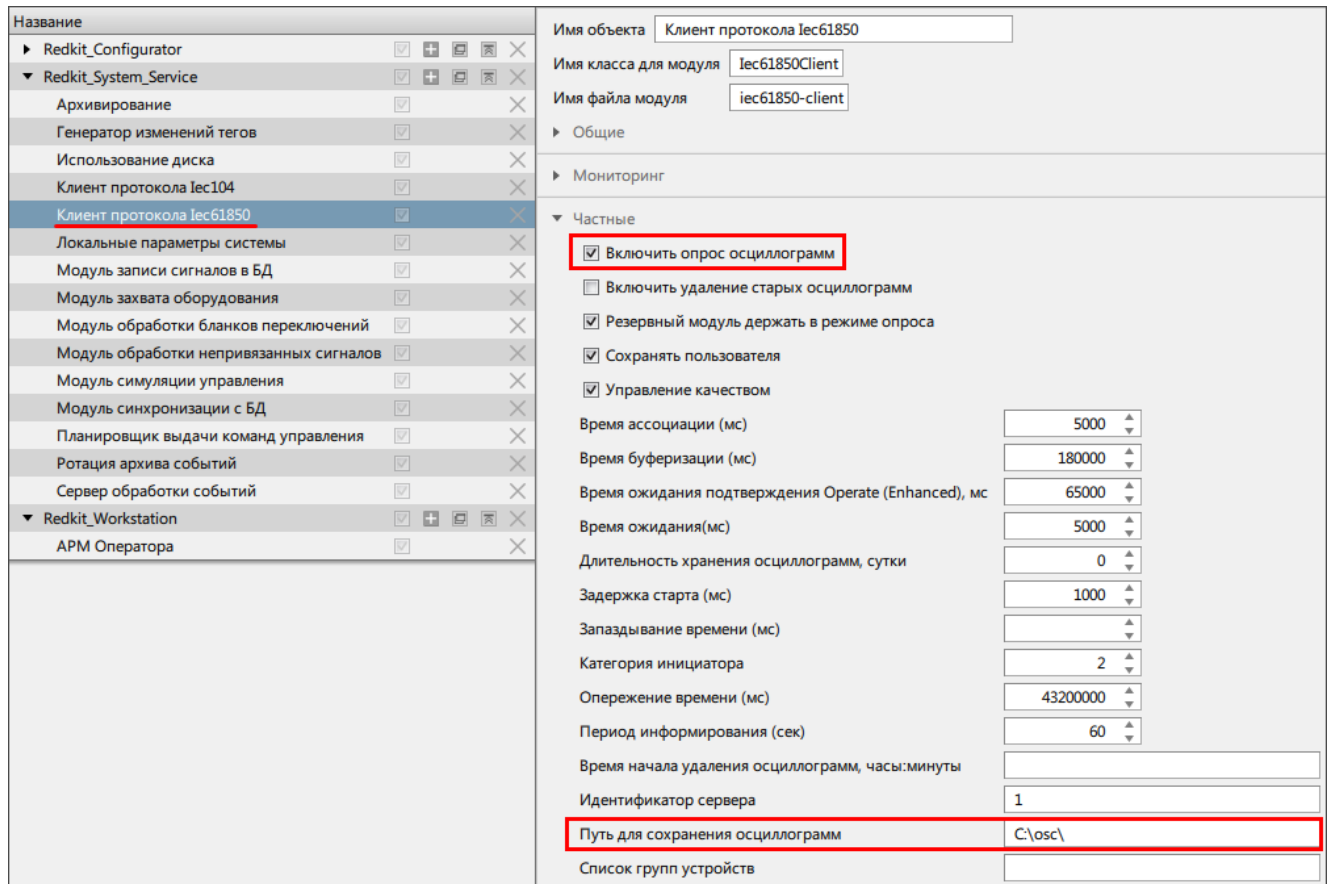 Название
Redkit_Configurator
Redkit_System_Service
Архивирование
Генератор изменений тегов
Использование диска
Клиент протокола Iec104
Клиент протокола Iec61850
Локальные параметры системы
Модуль записи сигналов в БД
Модуль захвата оборудования
Модуль обработки бланков переключений
Модуль обработки непривязанных сигналов
Модуль симуляции управления
Модуль синхронизации с БД
Планировщик выдачи команд управления
Ротация архива событий
Сервер обработки событий
Redkit_Workstation
АРМ Оператора
Имя объекта Клиент протокола Iec61850
Имя класса для модуля Iec61850Client
Имя файла модуля iec61850-client
Общие
Мониторинг
Частные
Включить опрос осциллограмм
Включить удаление старых осциллограмм
Резервный модуль держать в режиме опроса
Сохранять пользователя
Управление качеством
Время ассоциации (мс) 5000
Время буферизации (мс) 180000
Время ожидания подтверждения Operate (Enhanced), мс 65000
Время ожидания(мс) 5000
Длительность хранения осциллограмм, сутки 0
Задержка старта (мс) 1000
Запаздывание времени (мс)
Категория инициатора 2
Опережение времени (мс) 43200000
Период информирования (сек) 60
Время начала удаления осциллограмм, часы:минуты
Идентификатор сервера 1
Путь для сохранения осциллограмм C:\osc\
Список групп устройств